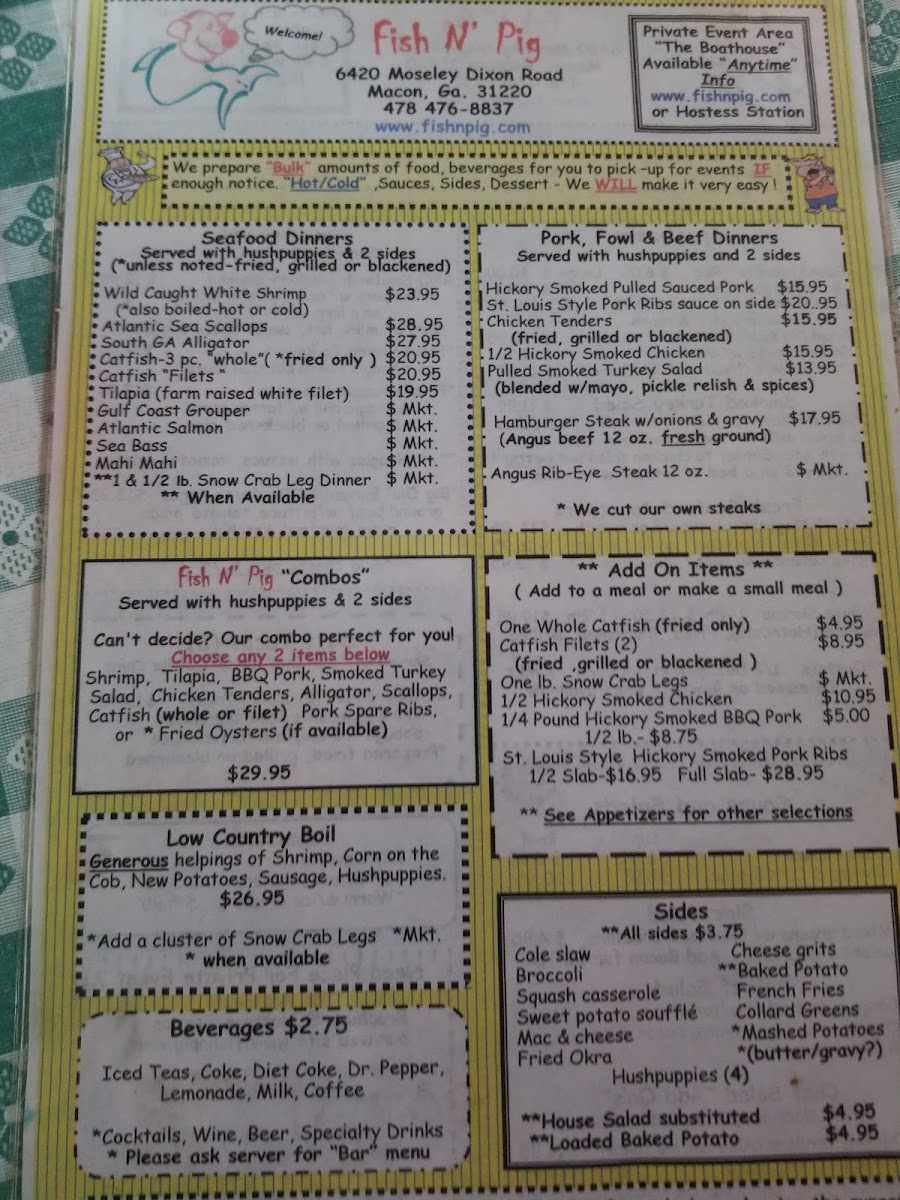 Welcome!
Fish N' Pig
6420 Moseley Dixon Road
Macon, Ga. 31220
478 476-8837
www.fishnpig.com
Private Event Area
"The Boathouse"
Available "Anytime"
Info
www.fishnpig.com
or Hostess Station
We prepare "Bulk" amounts of food, beverages for you to pick -up for events IF
enough notice. "Hot/Cold" ,Sauces, Sides, Dessert - We WILL make it very easy !
Seafood Dinners
Served with hushpuppies & 2 sides
(*unless noted-fried, grilled or blackened)
Wild Caught White Shrimp $23.95
(*also boiled-hot or cold)
Atlantic Sea Scallops $28.95
South GA Alligator $27.95
Catfish-3 pc. "whole"( *fried only ) $20.95
Catfish "Filets " $20.95
Tilapia (farm raised white filet) $19.95
Gulf Coast Grouper $ Mkt.
Atlantic Salmon $ Mkt.
Sea Bass $ Mkt.
Mahi Mahi $ Mkt.
**1 & 1/2 lb. Snow Crab Leg Dinner $ Mkt.
** When Available
Pork, Fowl & Beef Dinners
Served with hushpuppies and 2 sides
Hickory Smoked Pulled Sauced Pork $15.95
St. Louis Style Pork Ribs sauce on side $20..95
Chicken Tenders $15.95
(fried, grilled or blackened)
1/2 Hickory Smoked Chicken $15.95
Pulled Smoked Turkey Salad $13.95
(blended w/mayo, pickle relish & spices)
Hamburger Steak w/onions & gravy $17.95
(Angus beef 12 oz. fresh ground)
Angus Rib-Eye Steak 12 oz. $ Mkt.
* We cut our own steaks
Fish N' Pig "Combos"
Served with hushpuppies & 2 sides
Can't decide? Our combo perfect for you!
Choose any 2 items below
Shrimp, Tilapia, BBQ Pork, Smoked Turkey
Salad, Chicken Tenders, Alligator, Scallops,
Catfish (whole or filet) Pork Spare Ribs,
or * Fried Oysters (if available)
$29.95
** Add On Items **
( Add to a meal or make a small meal )
One Whole Catfish (fried only) $4.95
Catfish Filets (2) $8.95
(fried ,grilled or blackened )
One lb. Snow Crab Legs $ Mkt.
1/2 Hickory Smoked Chicken $10.95
1/4 Pound Hickory Smoked BBQ Pork $5.00
1/2 lb.- $8.75
St. Louis Style Hickory Smoked Pork Ribs
1/2 Slab-$16.95 Full Slab- $28.95
** See Appetizers for other selections
Low Country Boil
Generous helpings of Shrimp, Corn on the
Cob, New Potatoes, Sausage, Hushpuppies.
$26.95
*Add a cluster of Snow Crab Legs *Mkt.
* when available
Beverages $2.75
Iced Teas, Coke, Diet Coke, Dr. Pepper,
Lemonade, Milk, Coffee
*Cocktails, Wine, Beer, Specialty Drinks
* Please ask server for "Bar" menu
Sides
**All sides $3.75
Cole slaw Cheese grits
Broccoli **Baked Potato
Squash casserole French Fries
Sweet potato soufflé Collard Greens
Mac & cheese *Mashed Potatoes
Fried Okra *(butter/gravy?)
Hushpuppies (4)
**House Salad substituted $4.95
**Loaded Baked Potato $4.95